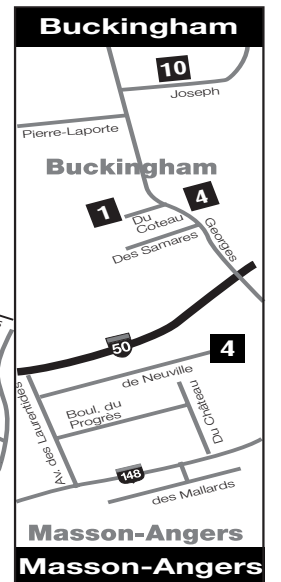 Buckingham
10
Joseph
Pierre-Laporte
Buckingham
4
1
Du
Coteau
Georges
Des Samares
50
4
de Neuville
Boul. du
Progrès
Du Château
Av. des Laurentides
148
des Mallards
Masson-Angers
Masson-Angers